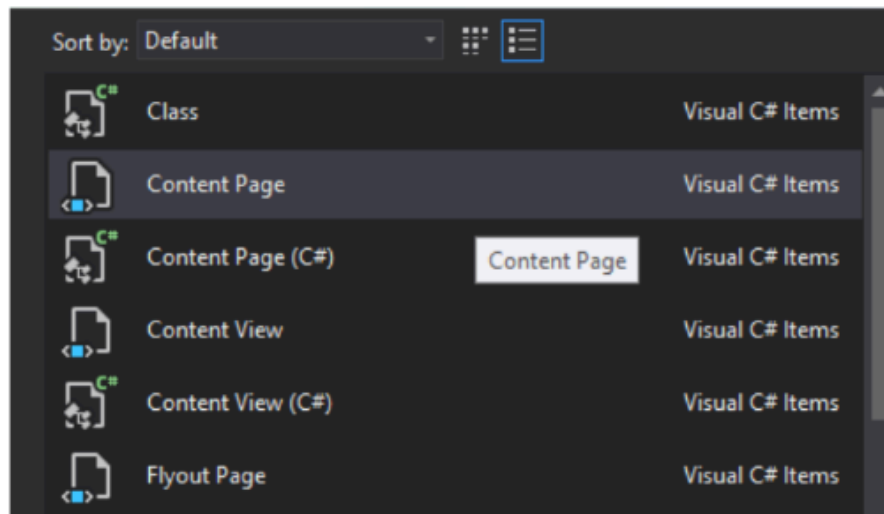 Sort by: Default
C# Class Visual C# Items
Content Page Visual C# Items
C# Content Page (C#) Content Page Visual C# Items
Content View Visual C# Items
C# Content View (C#) Visual C# Items
Flyout Page Visual C# Items